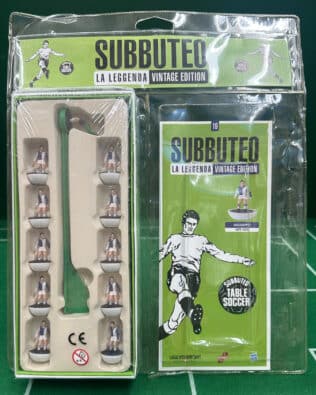 SUBBUTEO
LA LEGGENDA VINTAGE EDITION
19
SUBBUTEO
LA LEGGENDA VINTAGE EDITION
SUBBUTEO
TABLE
SOCCER
CE